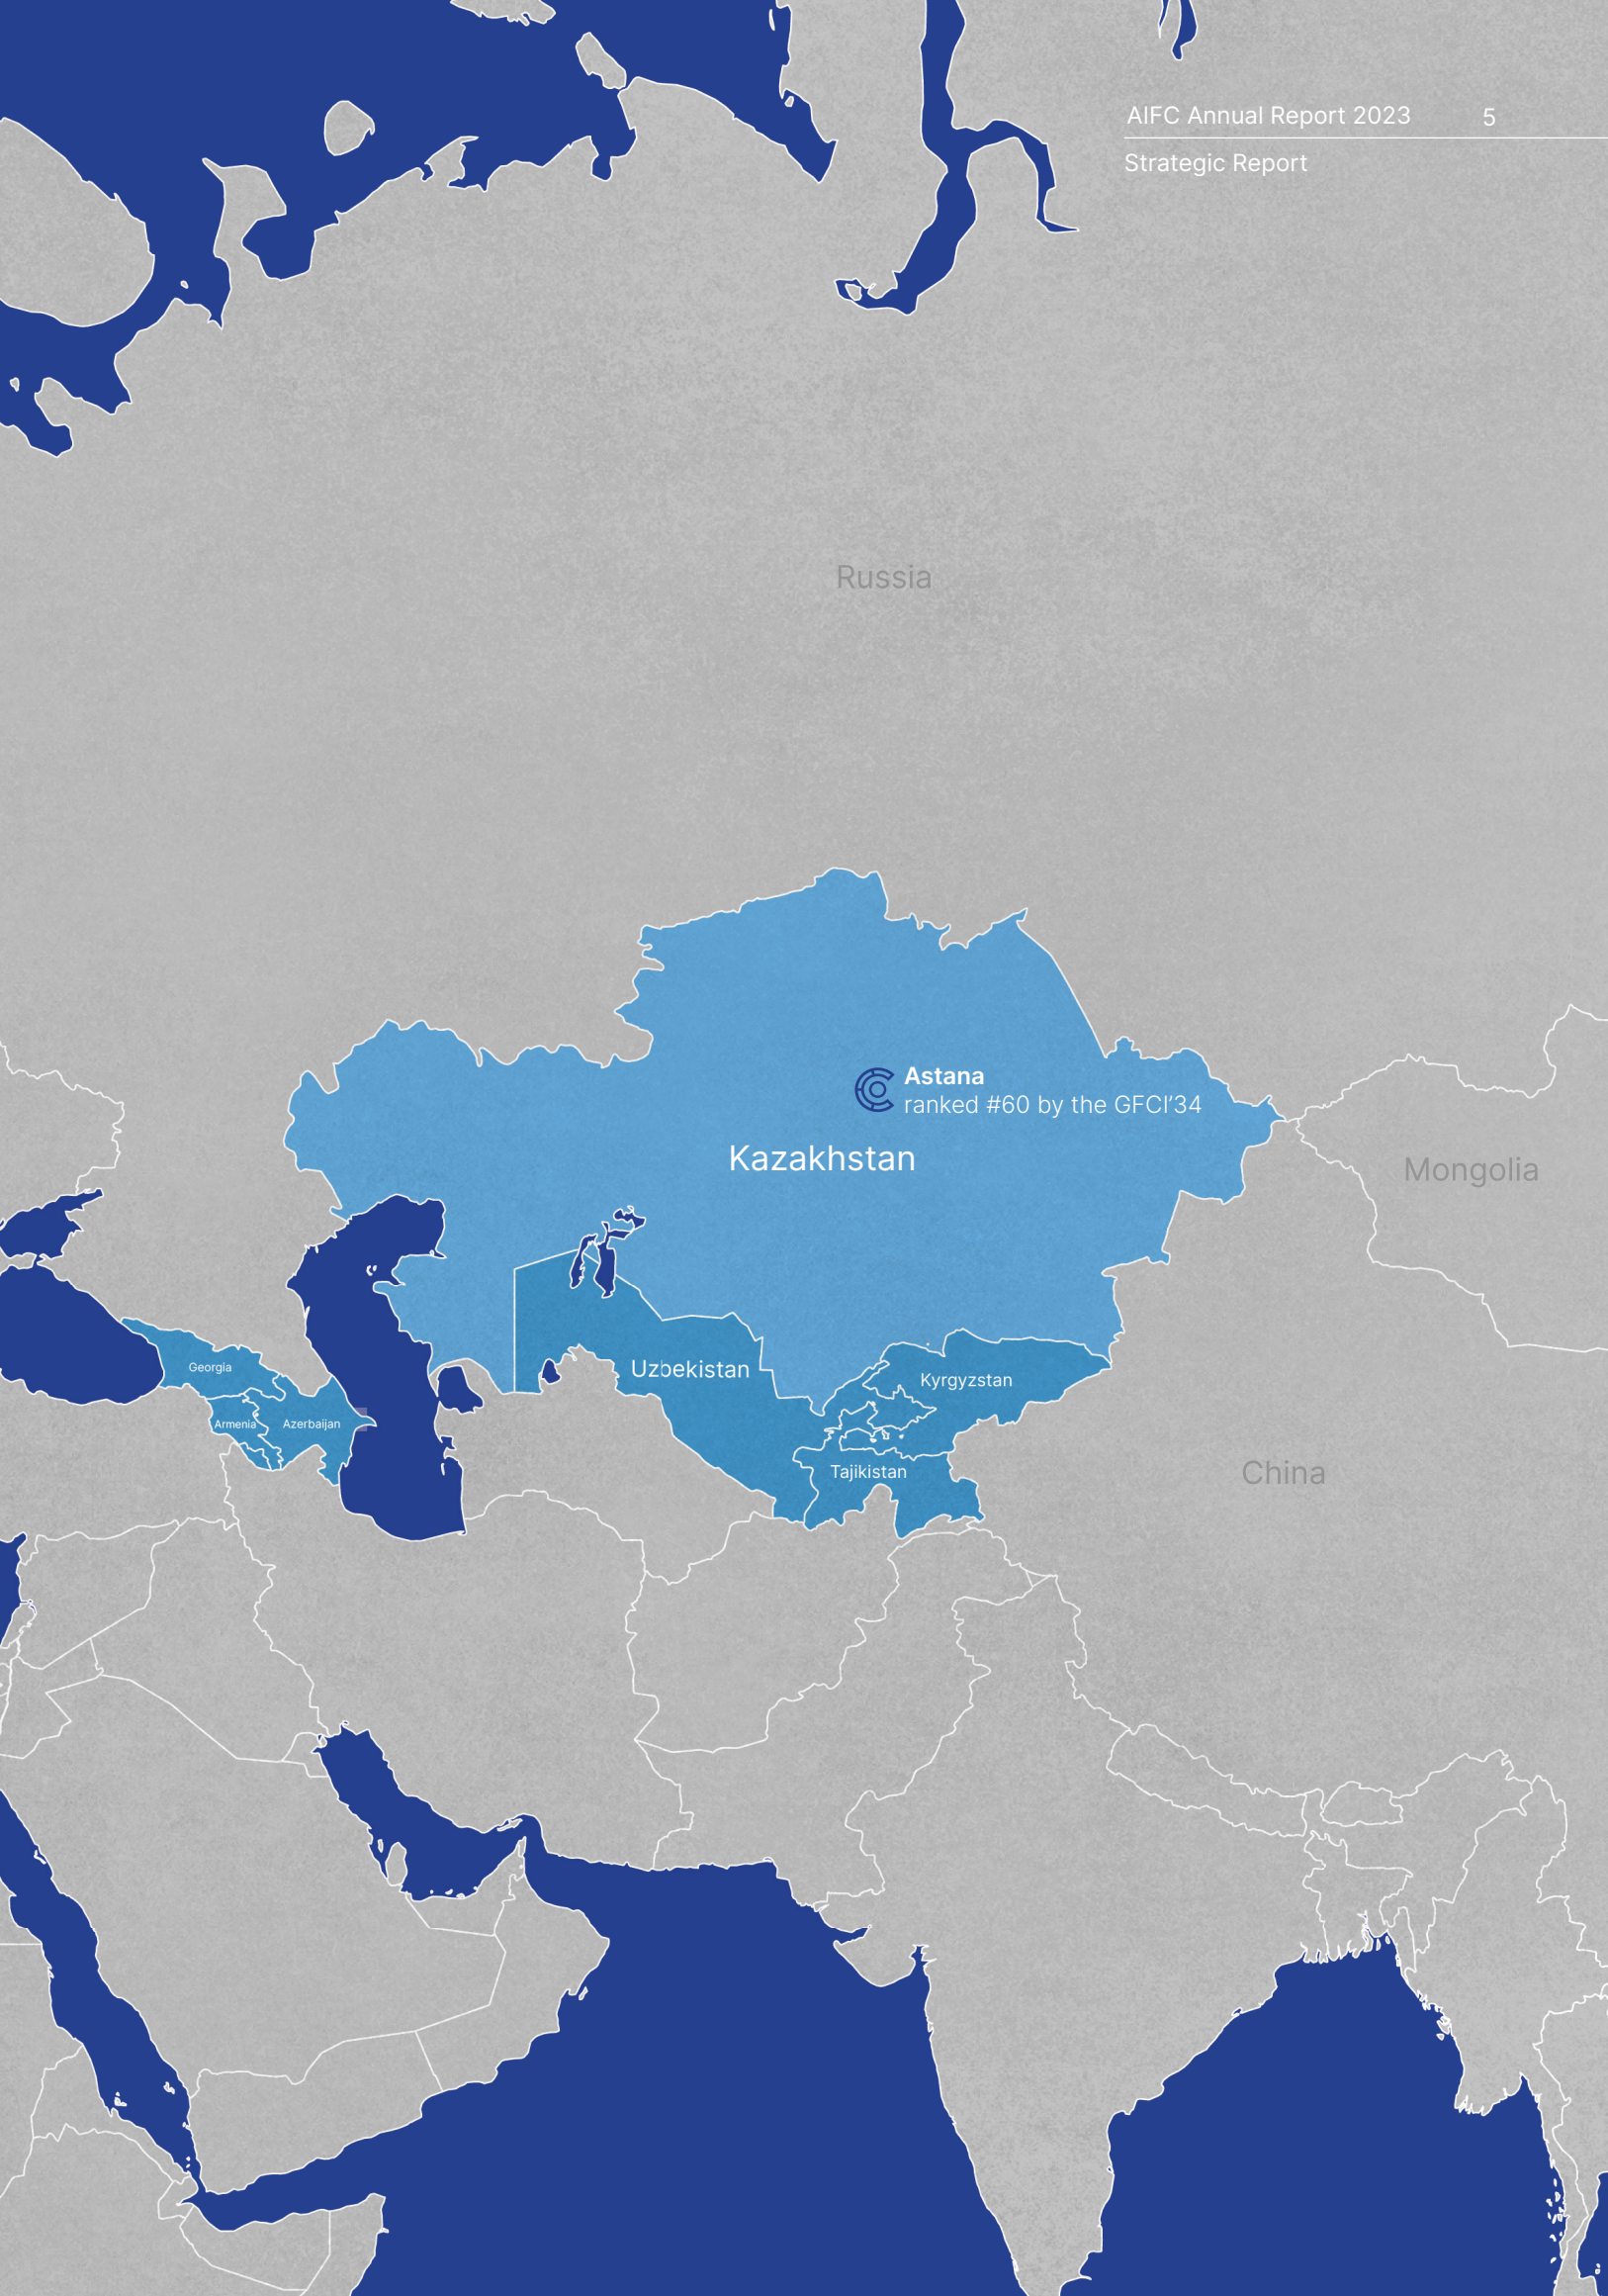 AIFC Annual Report 2023 5
Strategic Report
Russia
Astana
ranked #60 by the GFCI’34
Kazakhstan
Mongolia
Georgia
Uzbekistan
Kyrgyzstan
Armenia
Azerbaijan
Tajikistan
China